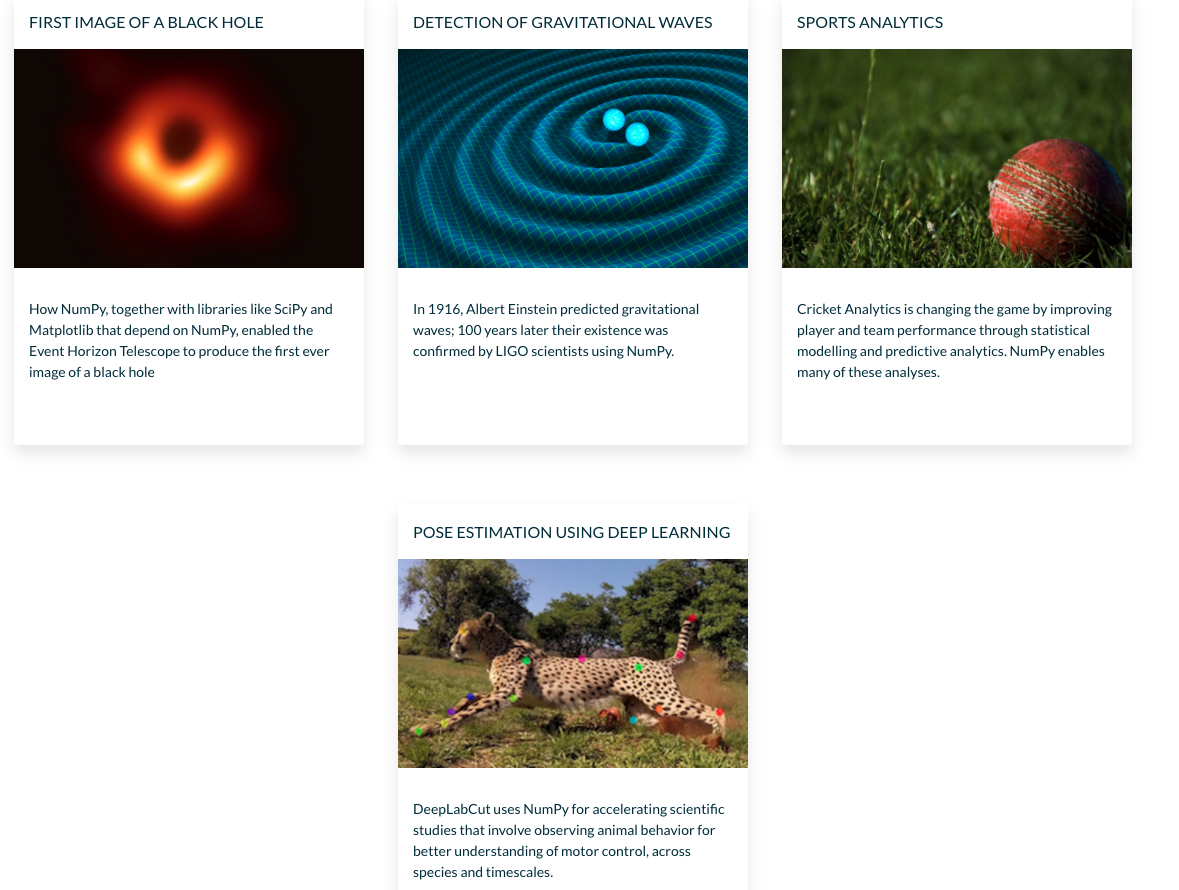 FIRST IMAGE OF A BLACK HOLE
How NumPy, together with libraries like SciPy and
Matplotlib that depend on NumPy, enabled the
Event Horizon Telescope to produce the first ever
image of a black hole
DETECTION OF GRAVITATIONAL WAVES
In 1916, Albert Einstein predicted gravitational
waves; 100 years later their existence was
confirmed by LIGO scientists using NumPy.
SPORTS ANALYTICS
Cricket Analytics is changing the game by improving
player and team performance through statistical
modelling and predictive analytics. NumPy enables
many of these analyses.
POSE ESTIMATION USING DEEP LEARNING
DeepLabCut uses NumPy for accelerating scientific
studies that involve observing animal behavior for
better understanding of motor control, across
species and timescales.